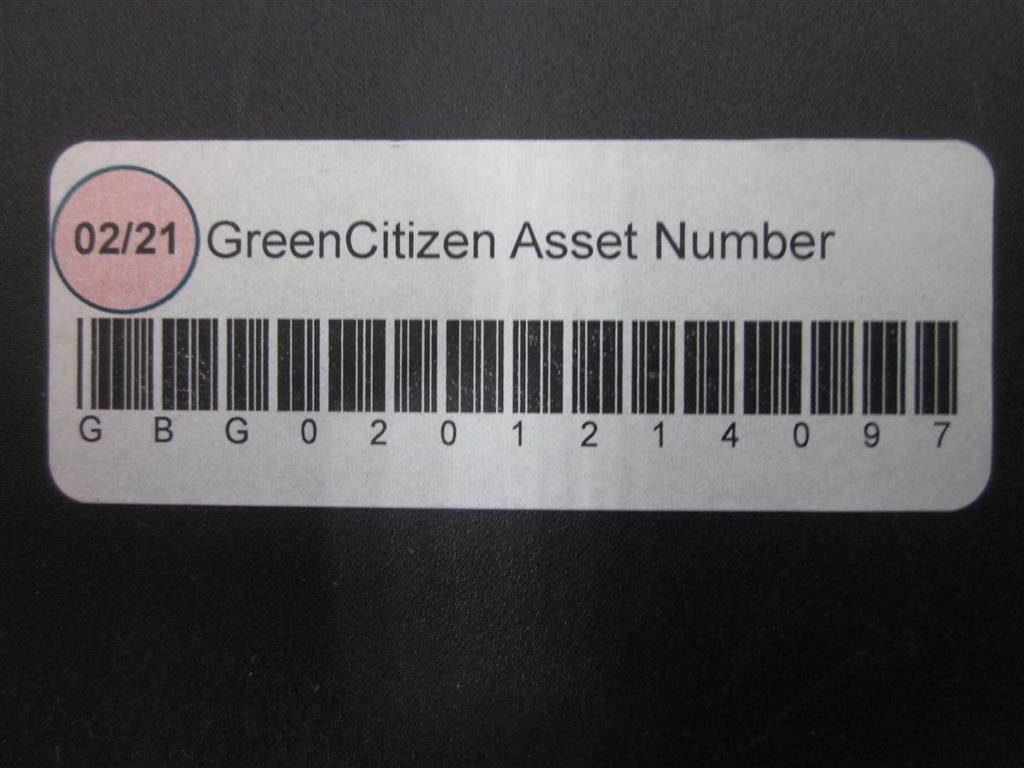 02/21 GreenCitizen Asset Number
G B G 0 2 0 1 2 1 4 0 9 7